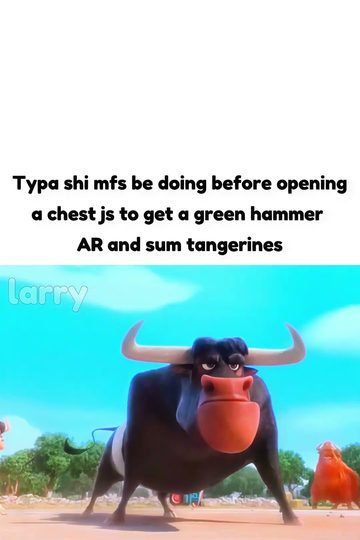 Typa shi mfs be doing before opening
a chest js to get a green hammer
AR and sum tangerines
larry